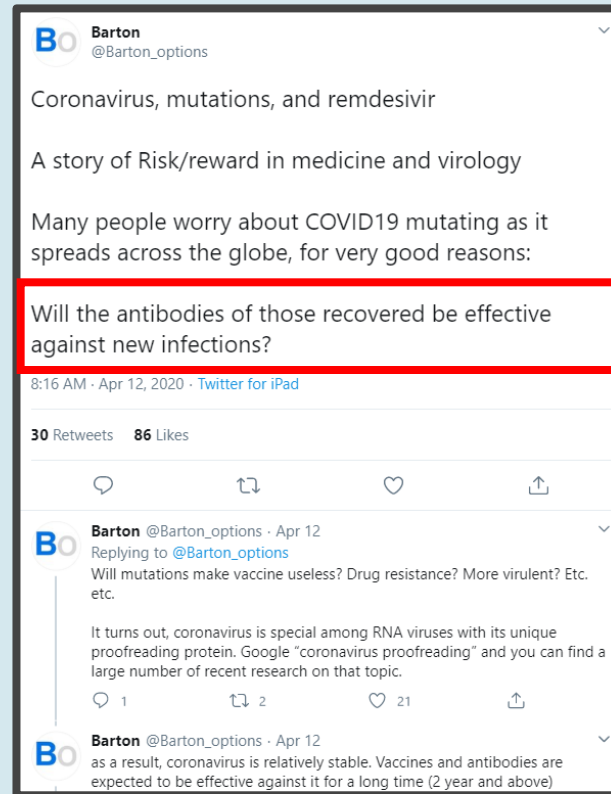 Bo
Barton
@Barton_options
Coronavirus, mutations, and remdesivir
A story of Risk/reward in medicine and virology
Many people worry about COVID19 mutating as it
spreads across the globe, for very good reasons:
Will the antibodies of those recovered be effective
against new infections?
8:16 AM · Apr 12, 2020 · Twitter for iPad
30 Retweets 86 Likes
Bo
Barton @Barton_options · Apr 12
Replying to @Barton_options
Will mutations make vaccine useless? Drug resistance? More virulent? Etc.
etc.
It turns out, coronavirus is special among RNA viruses with its unique
proofreading protein. Google “coronavirus proofreading” and you can find a
large number of recent research on that topic.
1 2 21
Bo
Barton @Barton_options · Apr 12
as a result, coronavirus is relatively stable. Vaccines and antibodies are
expected to be effective against it for a long time (2 year and above)